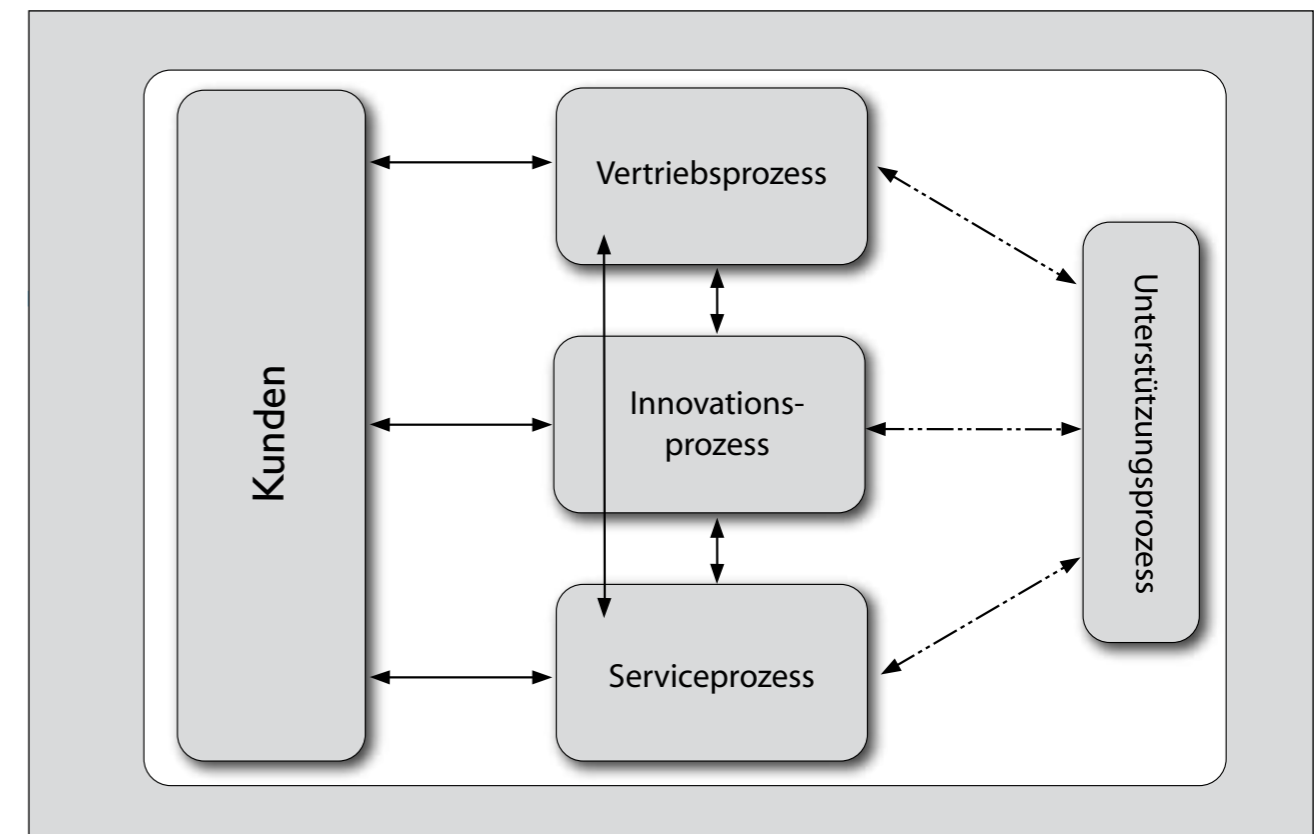 Kunden
Vertriebsprozess
Innovations-
prozess
Serviceprozess
Unterstützungsprozess